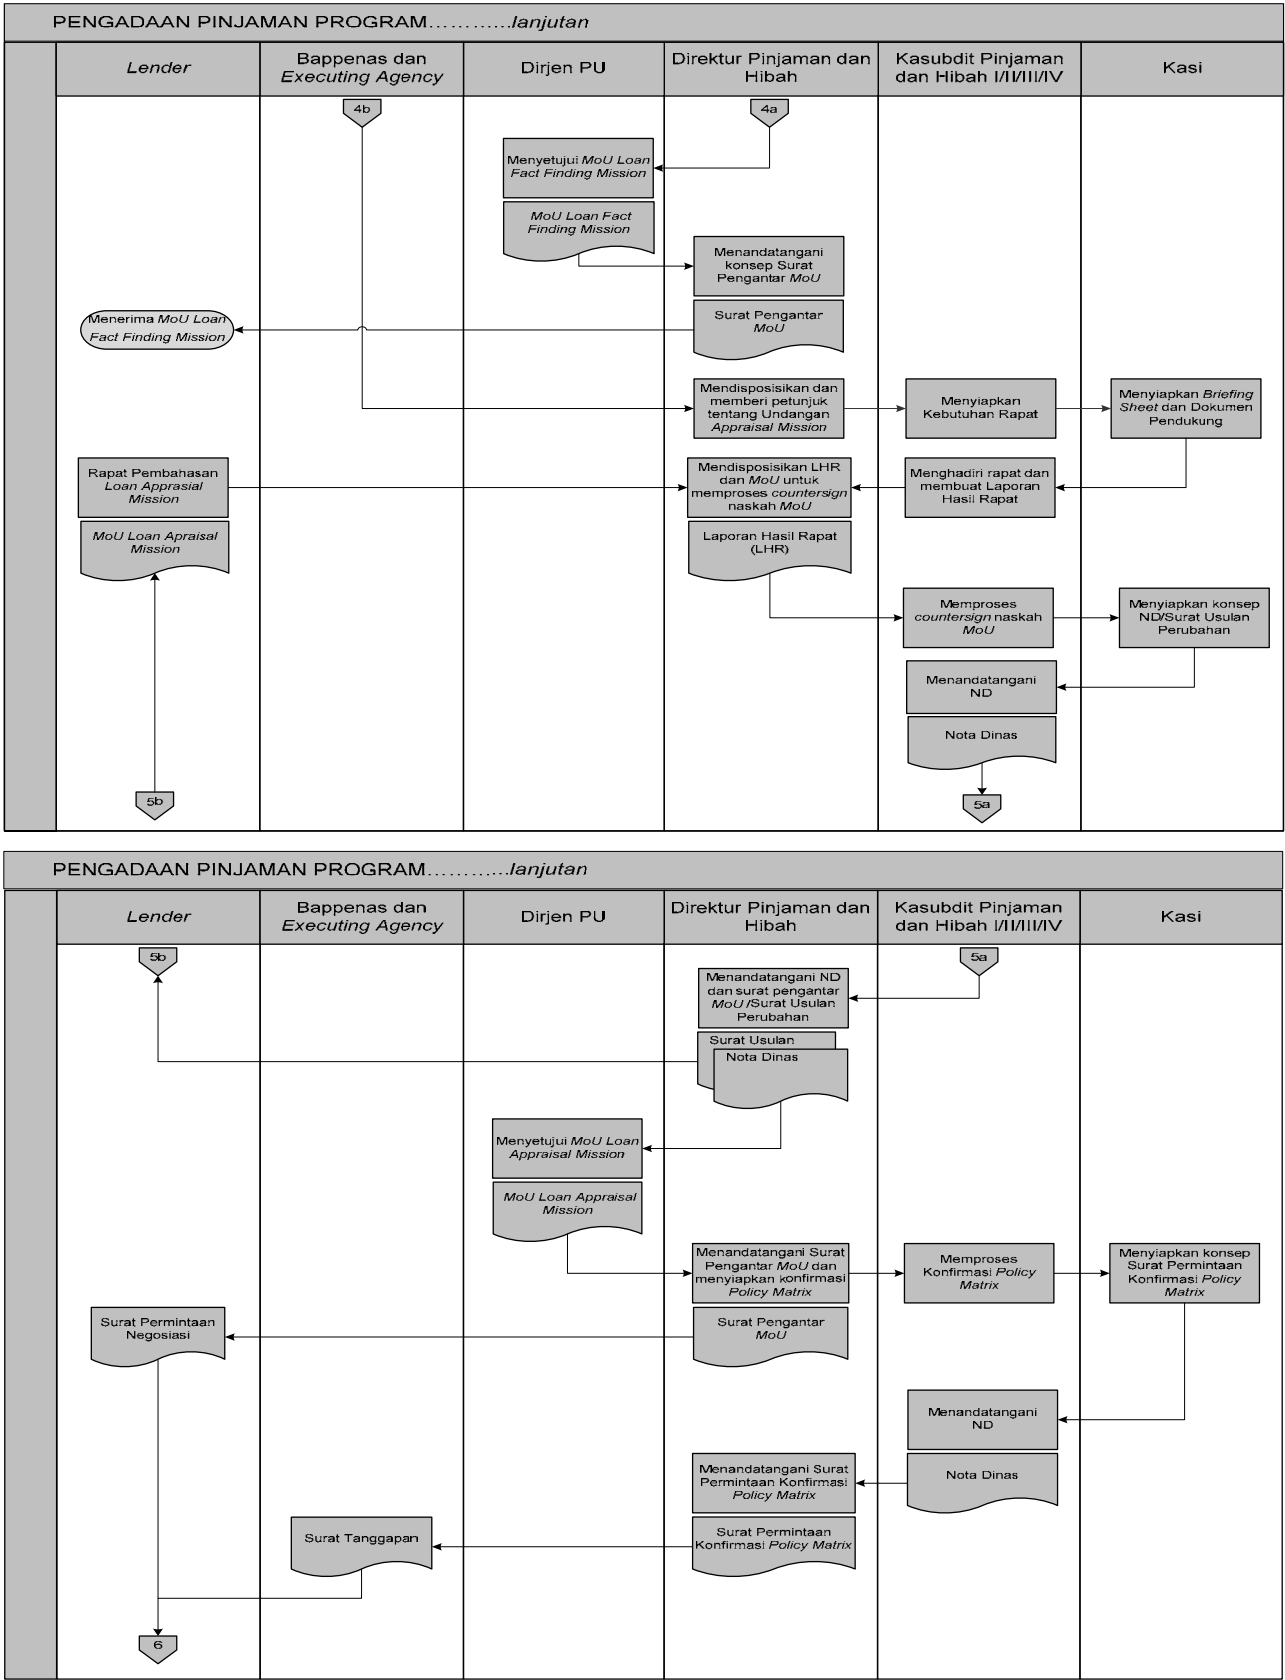 PENGADAAN PINJAMAN PROGRAM…………lanjutan
Lender
Bappenas dan
Executing Agency
Dirjen PU
Direktur Pinjaman dan
Hibah
Kasubdit Pinjaman
dan Hibah I/II/III/IV
Kasi
4b
4a
Menyetujui MoU Loan
Fact Finding Mission
MoU Loan Fact
Finding Mission
Menandatangani
konsep Surat
Pengantar MoU
Menerima MoU Loan
Fact Finding Mission
Surat Pengantar
MoU
Mendisposisikan dan
memberi petunjuk
tentang Undangan
Appraisal Mission
Menyiapkan
Kebutuhan Rapat
Menyiapkan Briefing
Sheet dan Dokumen
Pendukung
Rapat Pembahasan
Loan Apprasial
Mission
Mendisposisikan LHR
dan MoU untuk
memproses countersign
naskah MoU
Menghadiri rapat dan
membuat Laporan
Hasil Rapat
MoU Loan Apraisal
Mission
Laporan Hasil Rapat
(LHR)
Memproses
countersign naskah
MoU
Menyiapkan konsep
ND/Surat Usulan
Perubahan
Menandatangani
ND
Nota Dinas
5b
5a
PENGADAAN PINJAMAN PROGRAM…………lanjutan
Lender
Bappenas dan
Executing Agency
Dirjen PU
Direktur Pinjaman dan
Hibah
Kasubdit Pinjaman
dan Hibah I/II/III/IV
Kasi
5b
5a
Menandatangani ND
dan surat pengantar
MoU/Surat Usulan
Perubahan
Surat Usulan
Nota Dinas
Menyetujui MoU Loan
Appraisal Mission
MoU Loan Appraisal
Mission
Menandatangani Surat
Pengantar MoU dan
menyiapkan konfirmasi
Policy Matrix
Memproses
Konfirmasi Policy
Matrix
Menyiapkan konsep
Surat Permintaan
Konfirmasi Policy
Matrix
Surat Permintaan
Negosiasi
Surat Pengantar
MoU
Menandatangani
ND
Menandatangani Surat
Permintaan Konfirmasi
Policy Matrix
Nota Dinas
Surat Tanggapan
Surat Permintaan
Konfirmasi Policy Matrix
6